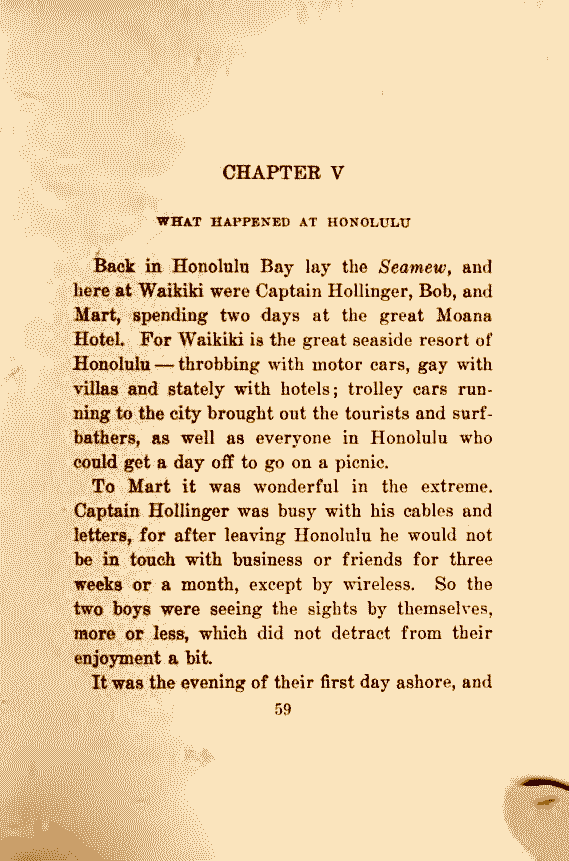 CHAPTER V
WHAT HAPPENED AT HONOLULU
Back in Honolulu Bay lay the Seamew, and
here at Waikiki were Captain Hollinger, Bob, and
Mart, spending two days at the great Moana
Hotel. For Waikiki is the great seaside resort of
Honolulu — throbbing with motor cars, gay with
villas and stately with hotels; trolley cars run-
ning to the city brought out the tourists and surf-
bathers, as well as everyone in Honolulu who
could get a day off to go on a picnic.
To Mart it was wonderful in the extreme.
Captain Hollinger was busy with his cables and
letters, for after leaving Honolulu he would not
be in touch with business or friends for three
weeks or a month, except by wireless. So the
two boys were seeing the sights by themselves,
more or less, which did not detract from their
enjoyment a bit.
It was the evening of their first day ashore, and
59